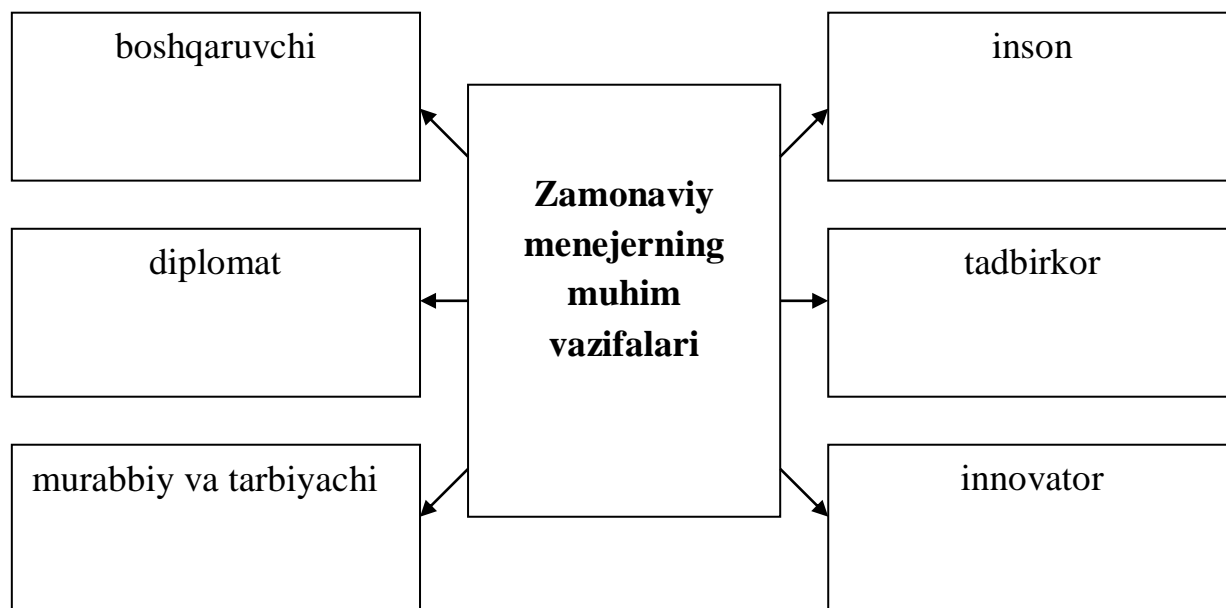 boshqaruvchi
inson
Zamonaviy
menejerning
muhim
vazifalari
diplomat
tadbirkor
murabbiy va tarbiyachi
innovator